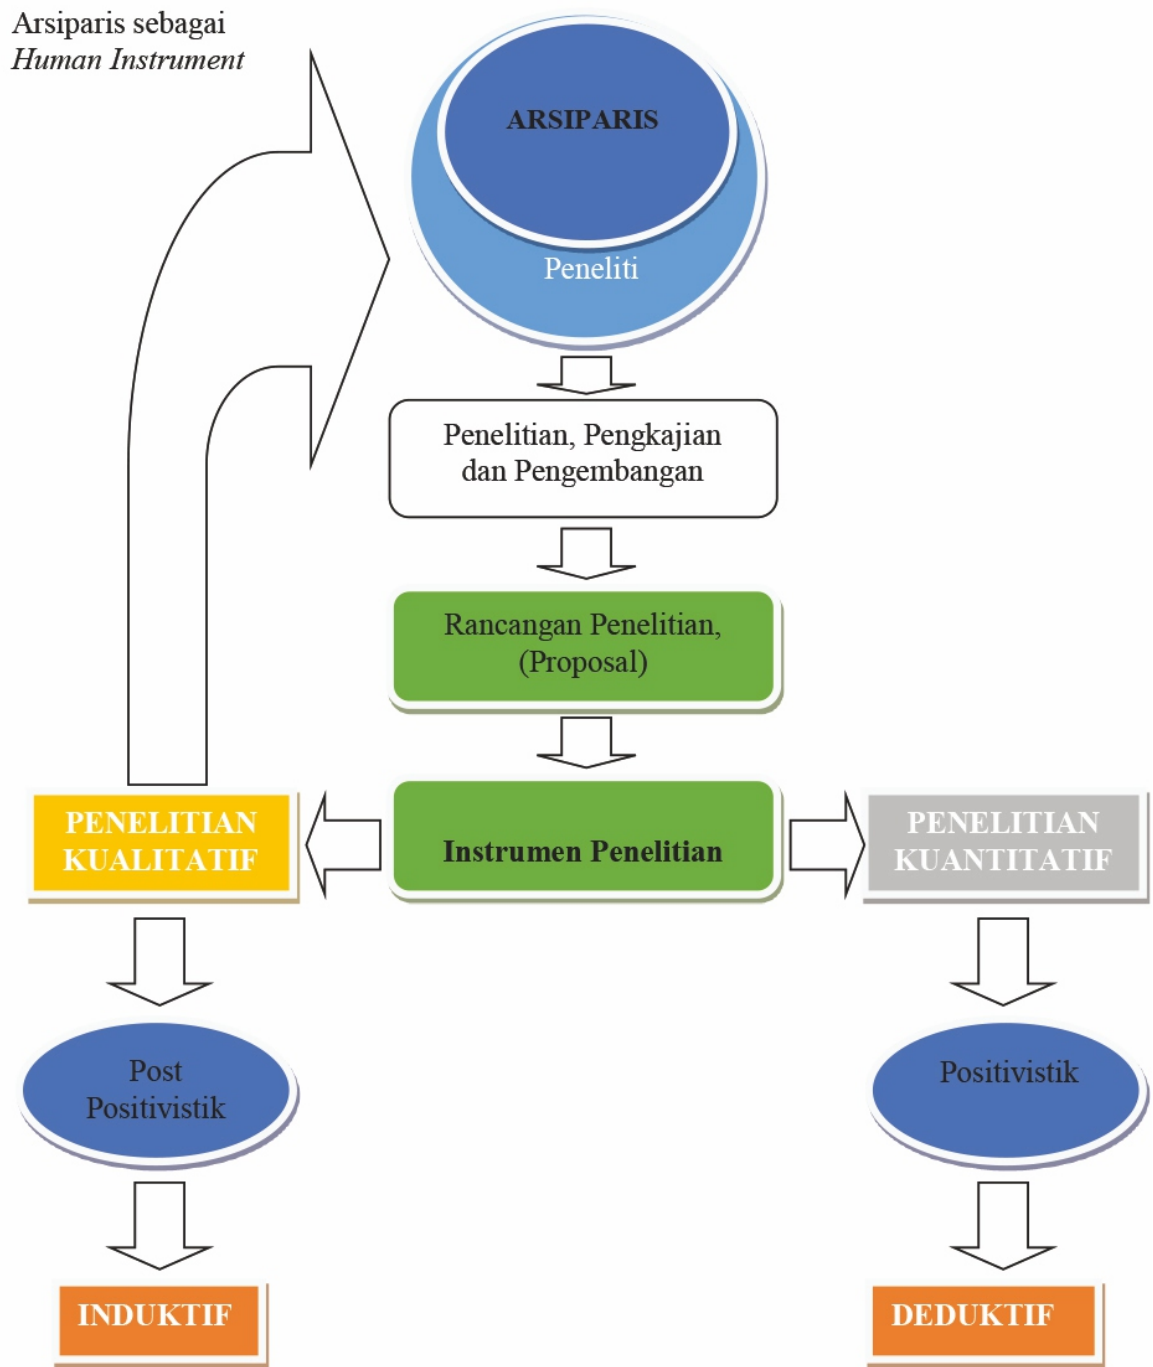 Arsiparis sebagai
Human Instrument
ARSIPARIS
Peneliti
Penelitian, Pengkajian
dan Pengembangan
Rancangan Penelitian,
(Proposal)
Instrumen Penelitian
PENELITIAN
KUALITATIF
PENELITIAN
KUANTITATIF
Post
Positivistik
Positivistik
INDUKTIF
DEDUKTIF